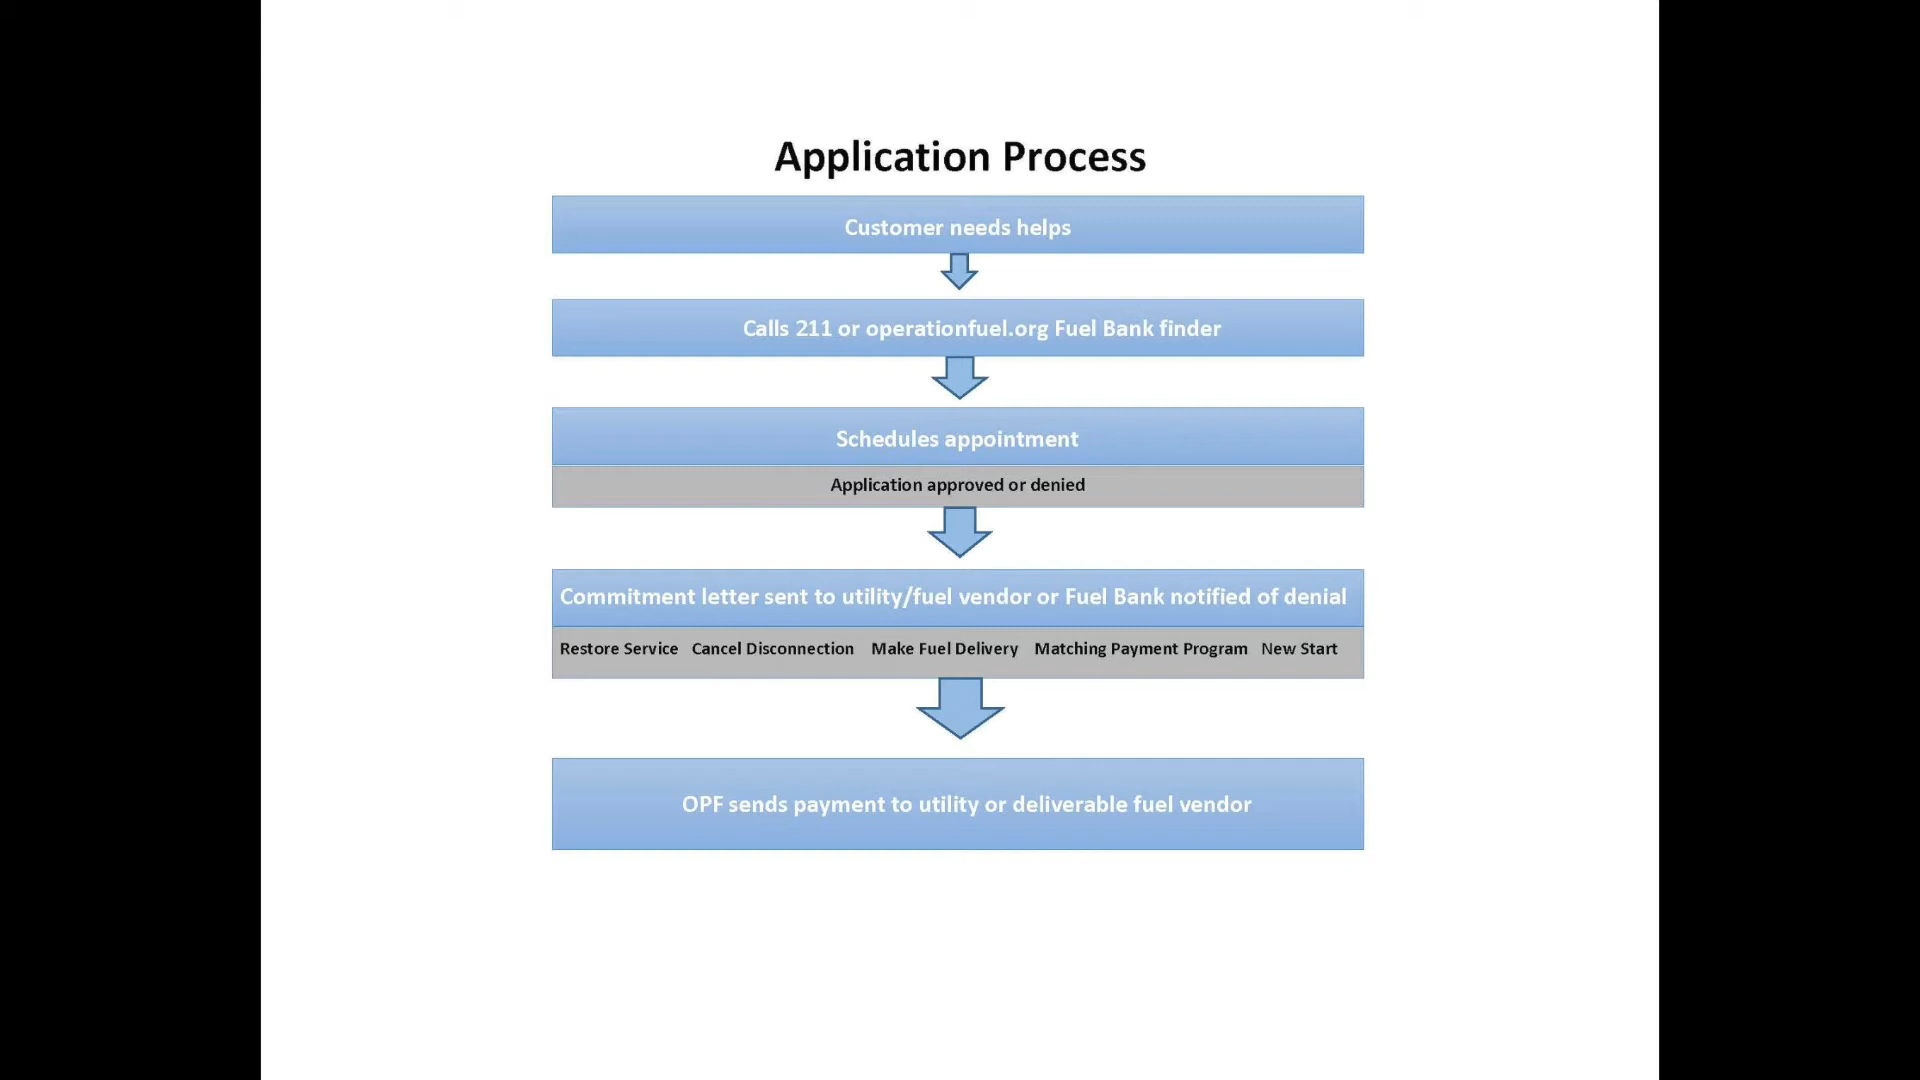 Application Process
Customer needs helps
Calls 211 or operationfuel.org Fuel Bank finder
Schedules appointment
Application approved or denied
Commitment letter sent to utility/fuel vendor or Fuel Bank notified of denial
Restore Service Cancel Disconnection Make Fuel Delivery Matching Payment Program New Start
OPF sends payment to utility or deliverable fuel vendor